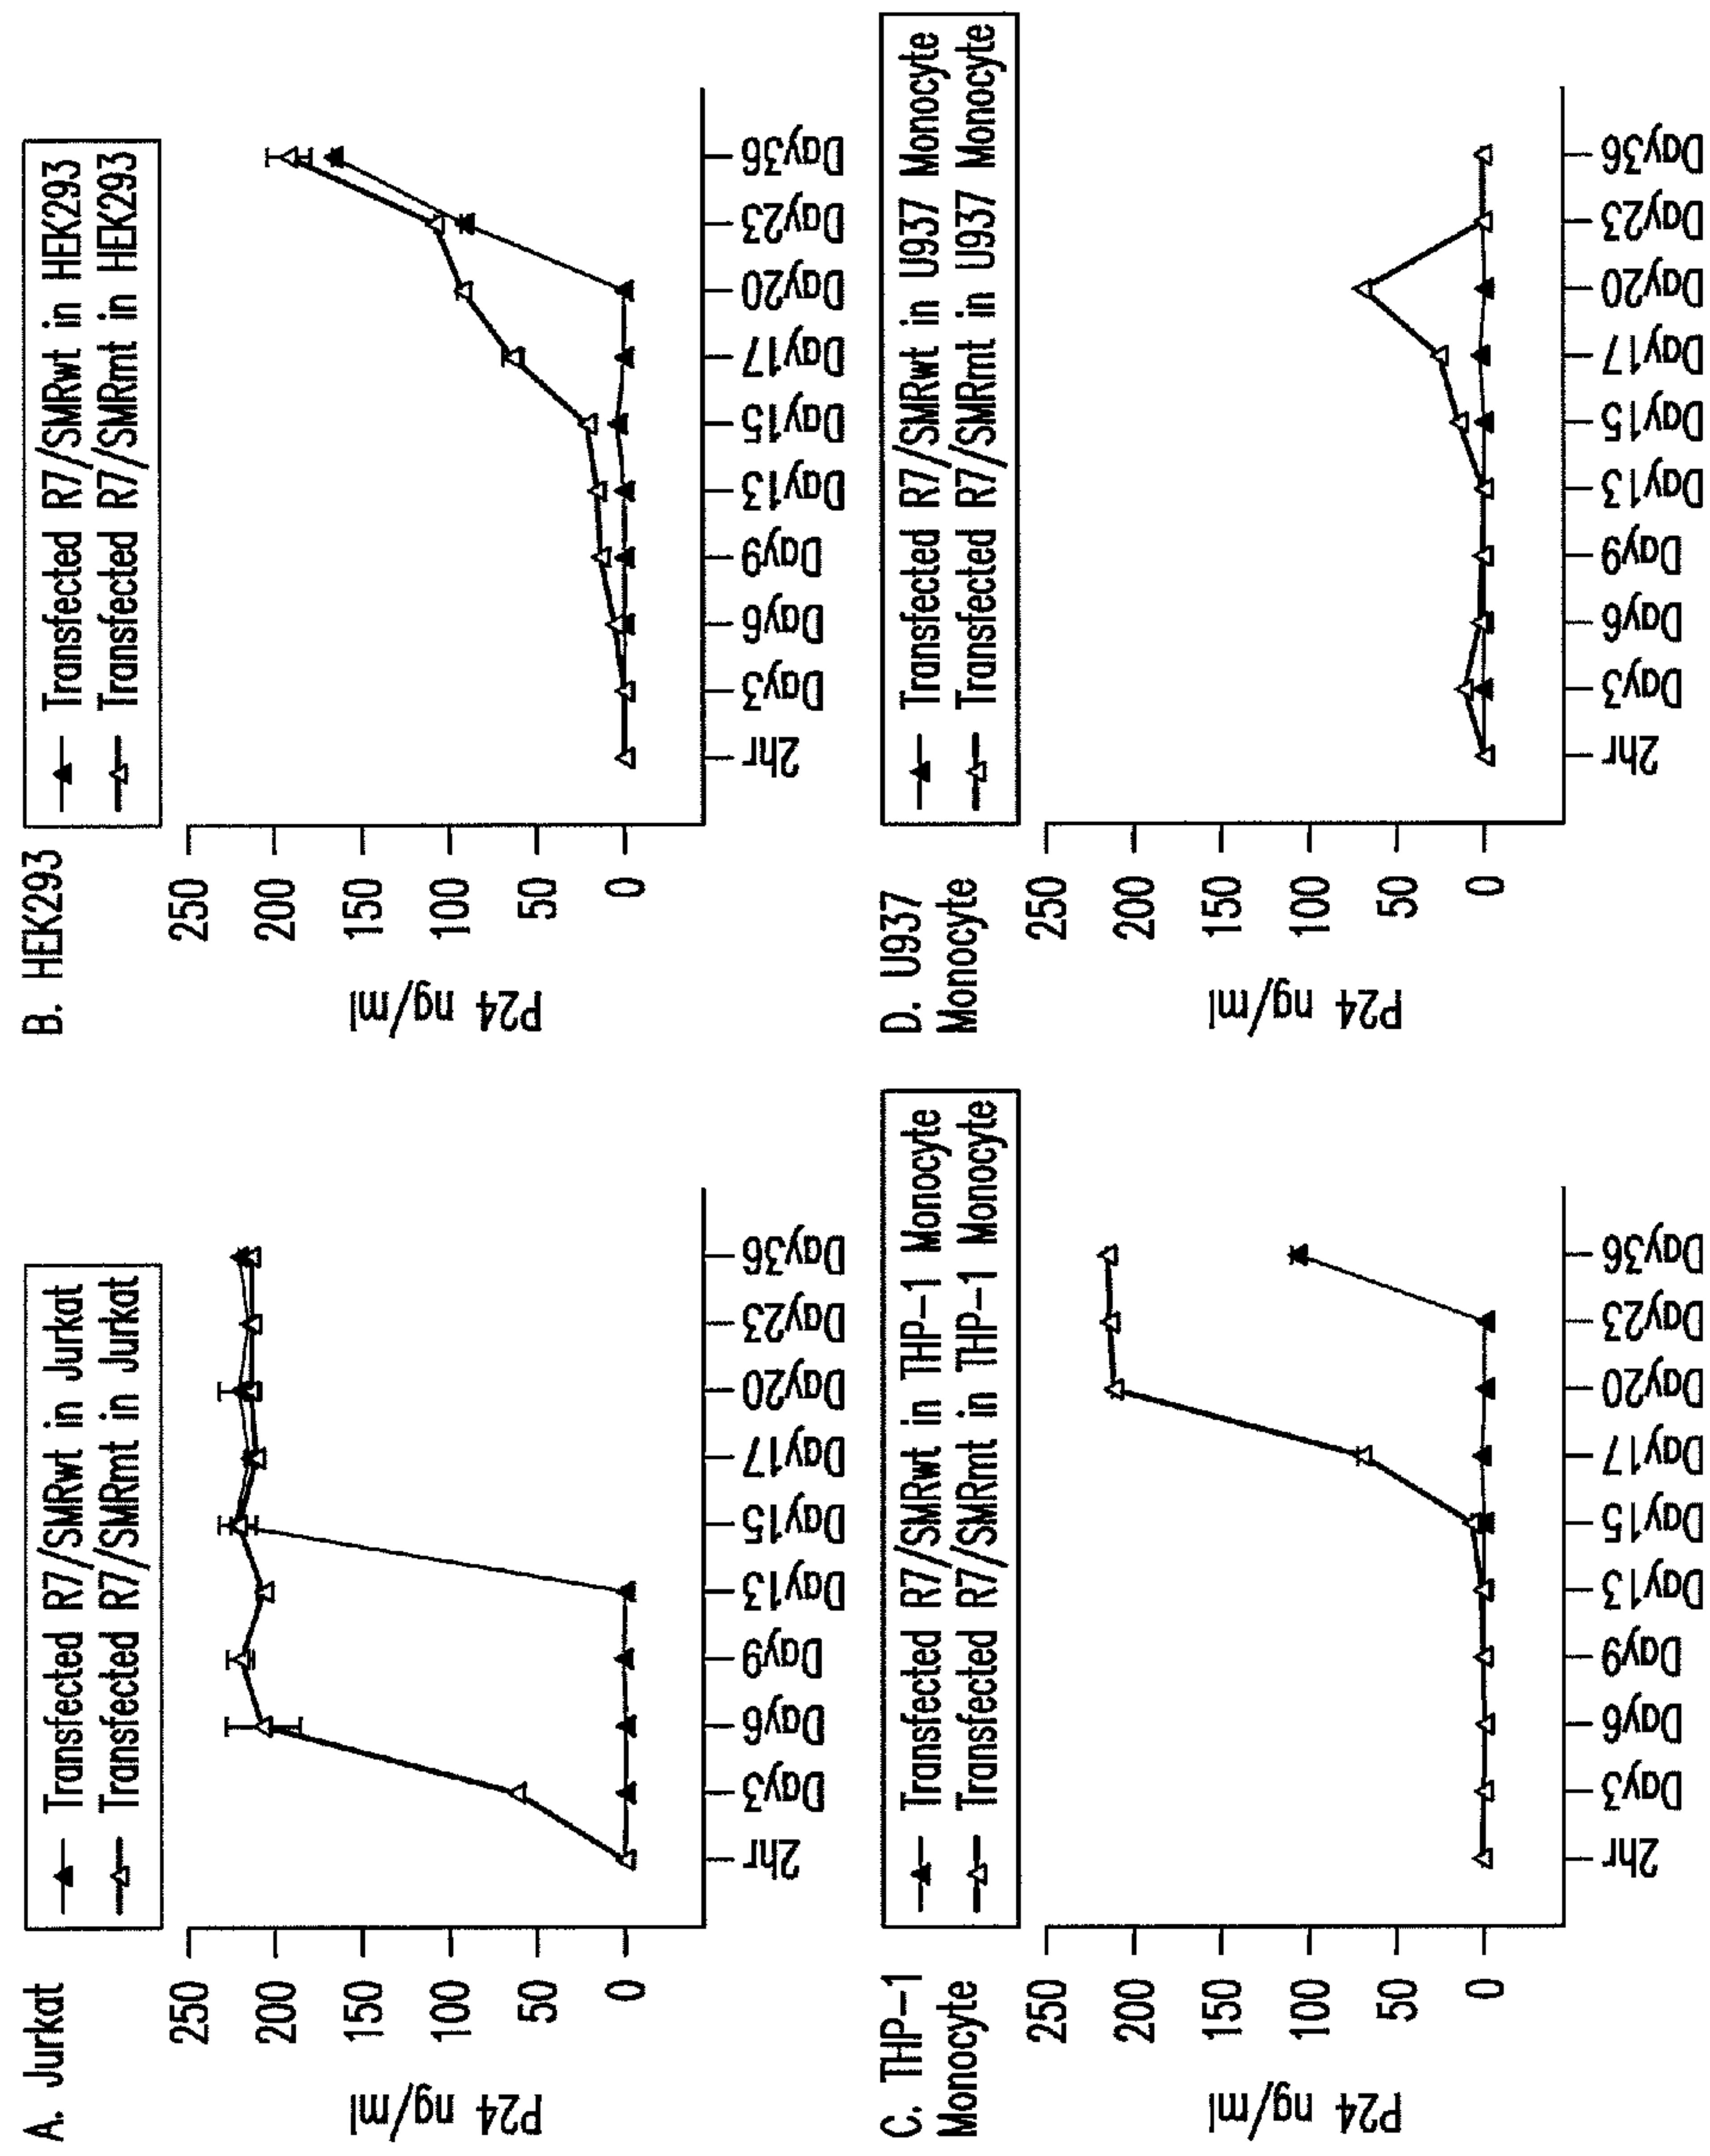 A. Jurkat
Transfected R7/SMRwt in Jurkat
Transfected R7/SMRmt in Jurkat
P24 ng/ml
250
200
150
100
50
0
2hr
Day3
Day6
Day9
Day13
Day15
Day17
Day20
Day23
Day36
B. HEK293
Transfected R7/SMRwt in HEK293
Transfected R7/SMRmt in HEK293
P24 ng/ml
250
200
150
100
50
0
2hr
Day3
Day6
Day9
Day13
Day15
Day17
Day20
Day23
Day36
C. THP-1
Monocyte
Transfected R7/SMRwt in THP-1 Monocyte
Transfected R7/SMRmt in THP-1 Monocyte
P24 ng/ml
250
200
150
100
50
0
2hr
Day3
Day6
Day9
Day13
Day15
Day17
Day20
Day23
Day36
D. U937
Monocyte
Transfected R7/SMRwt in U937 Monocyte
Transfected R7/SMRmt in U937 Monocyte
P24 ng/ml
250
200
150
100
50
0
2hr
Day3
Day6
Day9
Day13
Day15
Day17
Day20
Day23
Day36